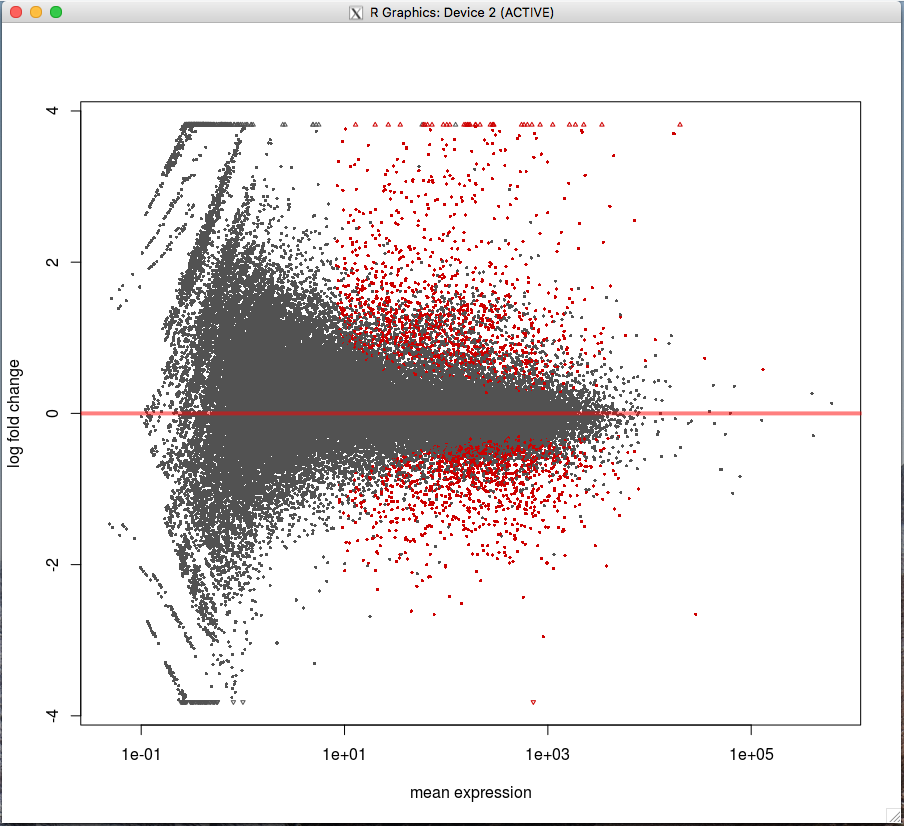 R Graphics: Device 2 (ACTIVE)
4
2
0
-2
-4
log fold change
1e-01 1e+01 1e+03 1e+05
mean expression